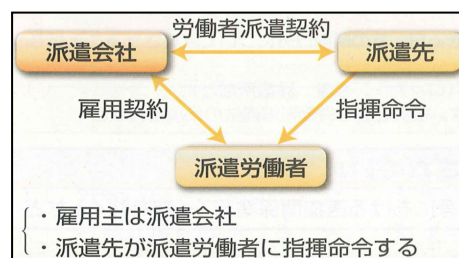 労働者派遣契約
派遣会社
派遣先
雇用契約
指揮命令
派遣労働者
・雇用主は派遣会社
・派遣先が派遣労働者に指揮命令する